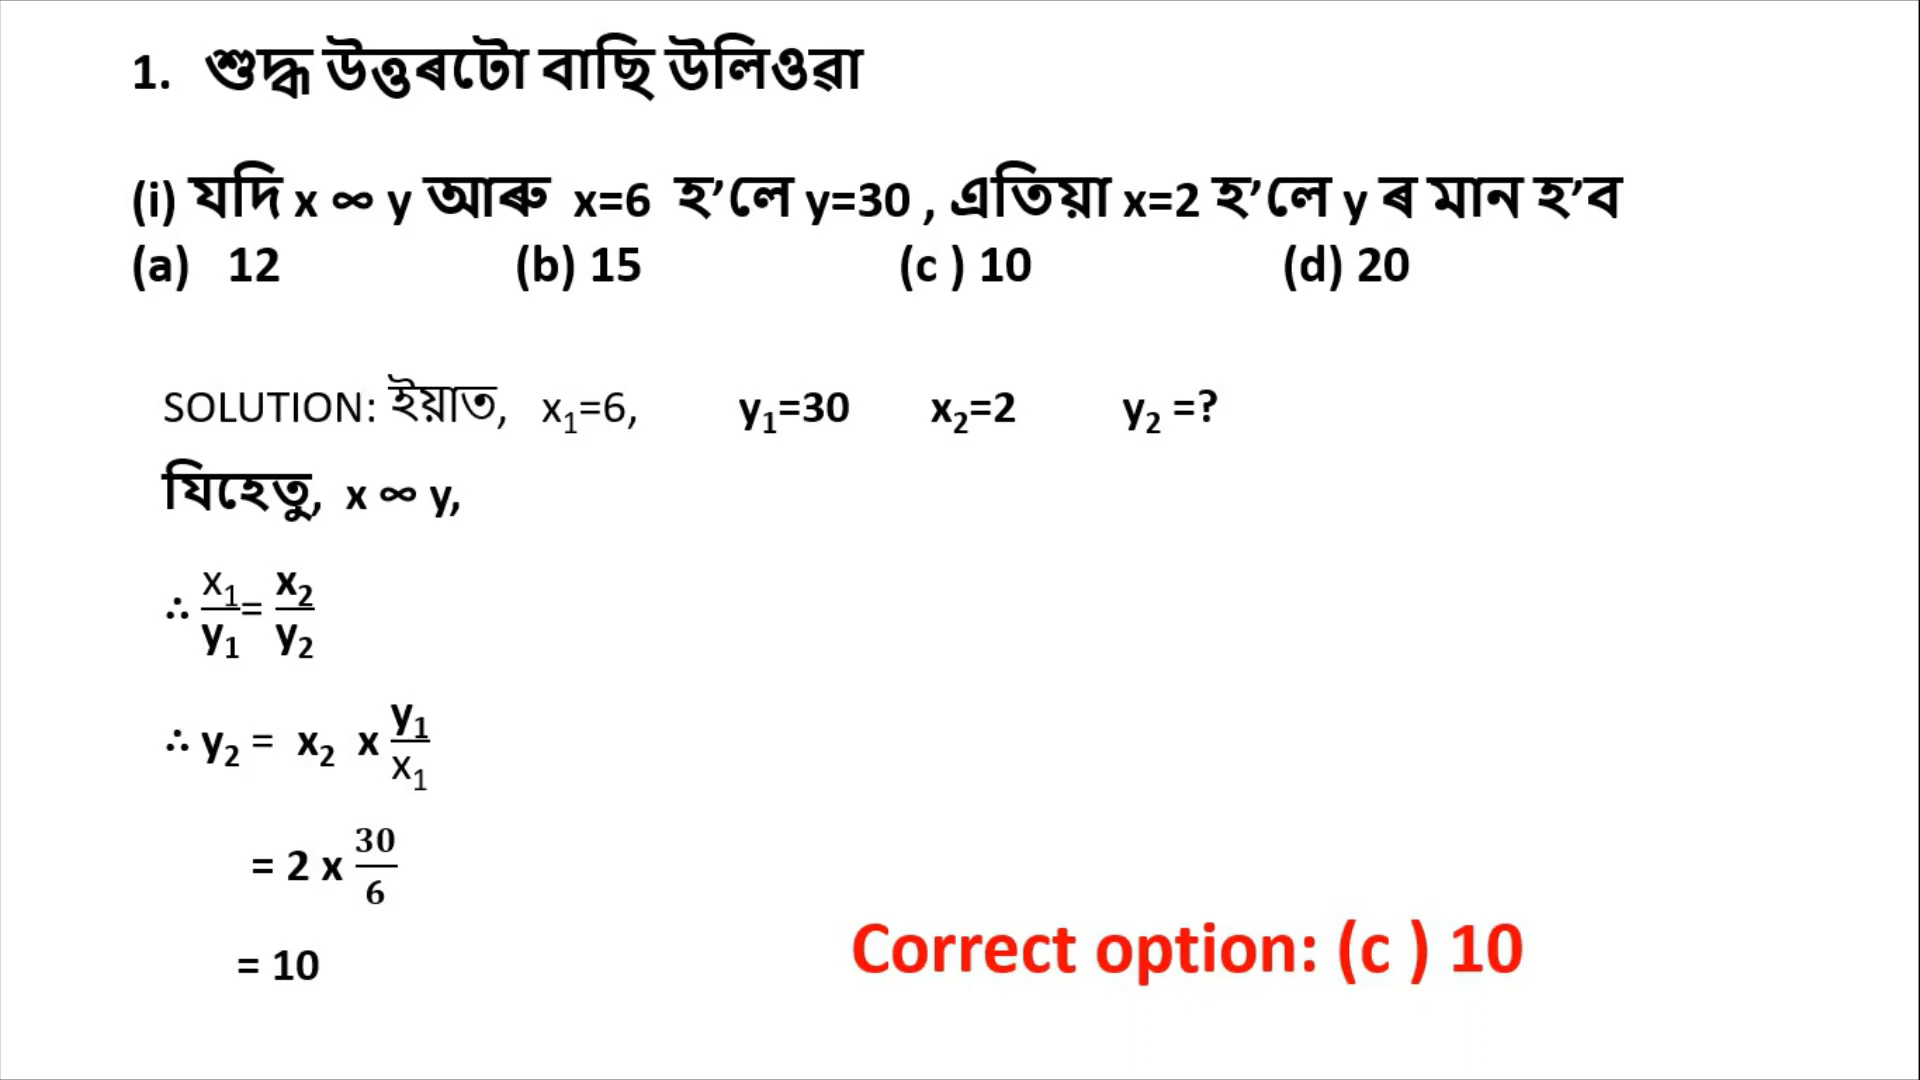 1. শুদ্ধ উত্তৰটো বাছি উলিওৱা
(i) যদি x ∞ y আৰু x=6 হ’লে y=30 , এতিয়া x=2 হ’লে y ৰ মান হ’ব
(a) 12 (b) 15 (c ) 10 (d) 20
SOLUTION: ইয়াত, x₁=6, y₁=30 x₂=2 y₂ =?
যিহেতু, x ∞ y,
∴ x₁/y₁ = x₂/y₂
∴ y₂ = x₂ x y₁/x₁
= 2 x 30/6
= 10
Correct option: (c ) 10